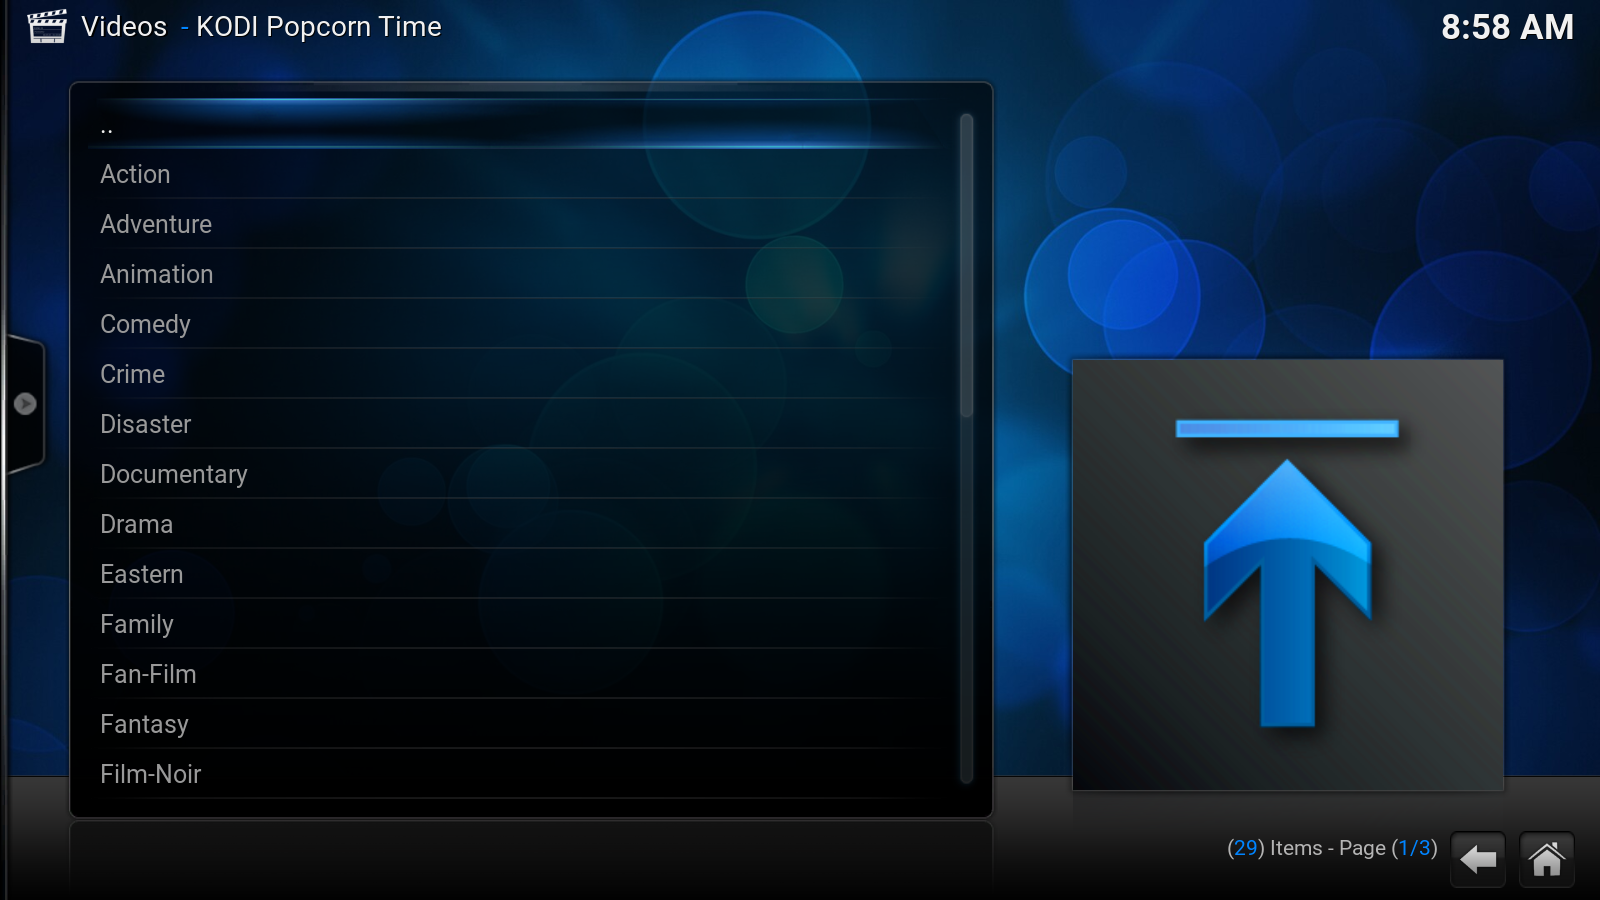 Videos - KODI Popcorn Time
8:58 AM
..
Action
Adventure
Animation
Comedy
Crime
Disaster
Documentary
Drama
Eastern
Family
Fan-Film
Fantasy
Film-Noir
(29) Items - Page (1/3)